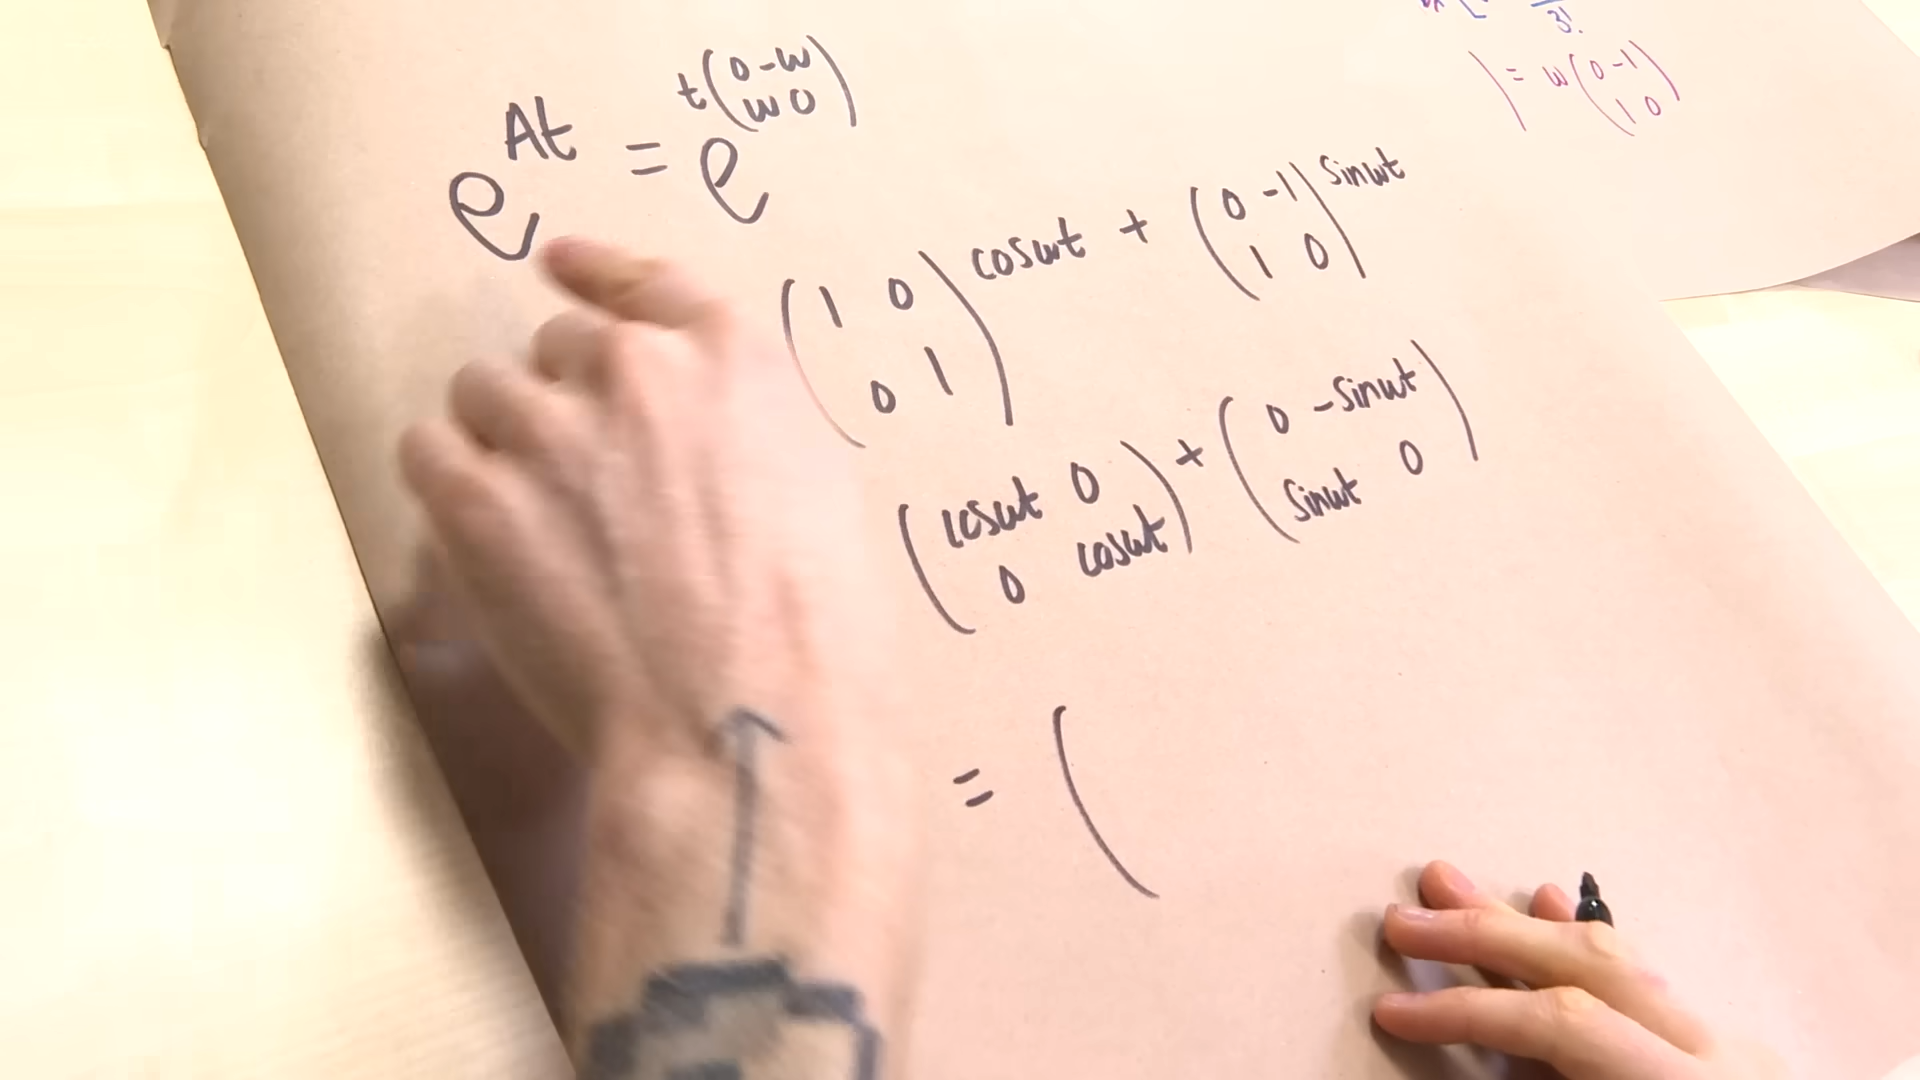 3!
) = w(0 -1
1 0)
e^At = e^t(0 -w
w 0)
(1 0
0 1) coswt + (0 -1
1 0) sinwt
(coswt 0
0 coswt) + (0 -sinwt
sinwt 0)
= (